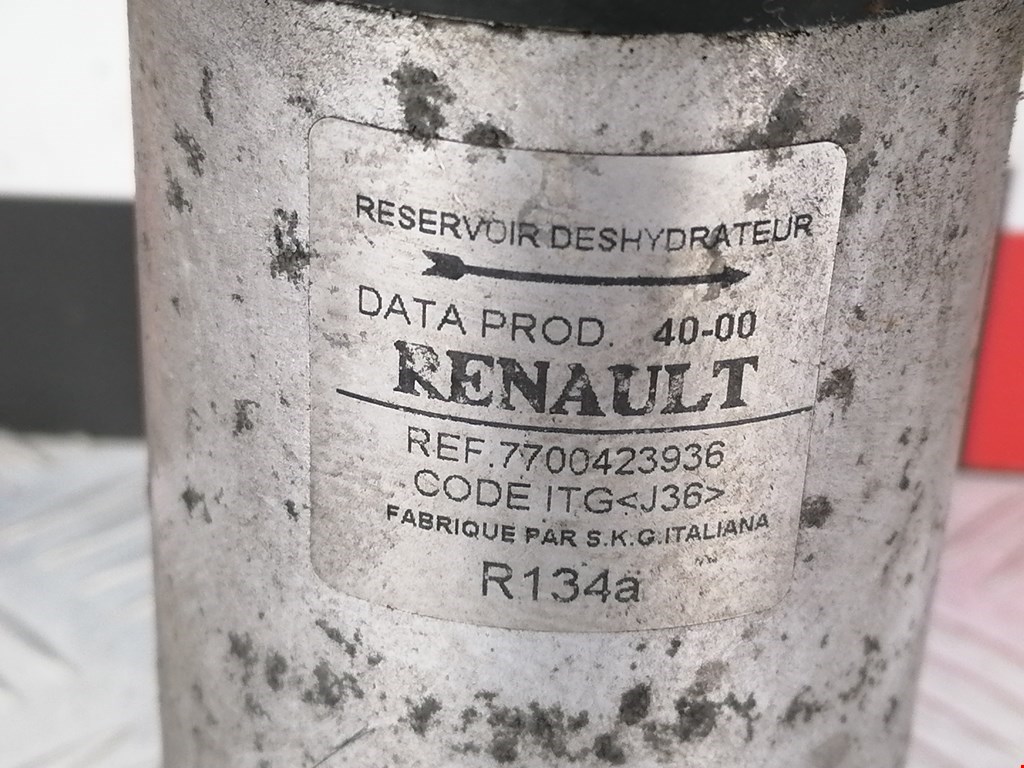 RESERVOIR DESHYDRATEUR
DATA PROD. 40-00
RENAULT
REF.7700423936
CODE ITG<J36>
FABRIQUE PAR S.K.G.ITALIANA
R134a